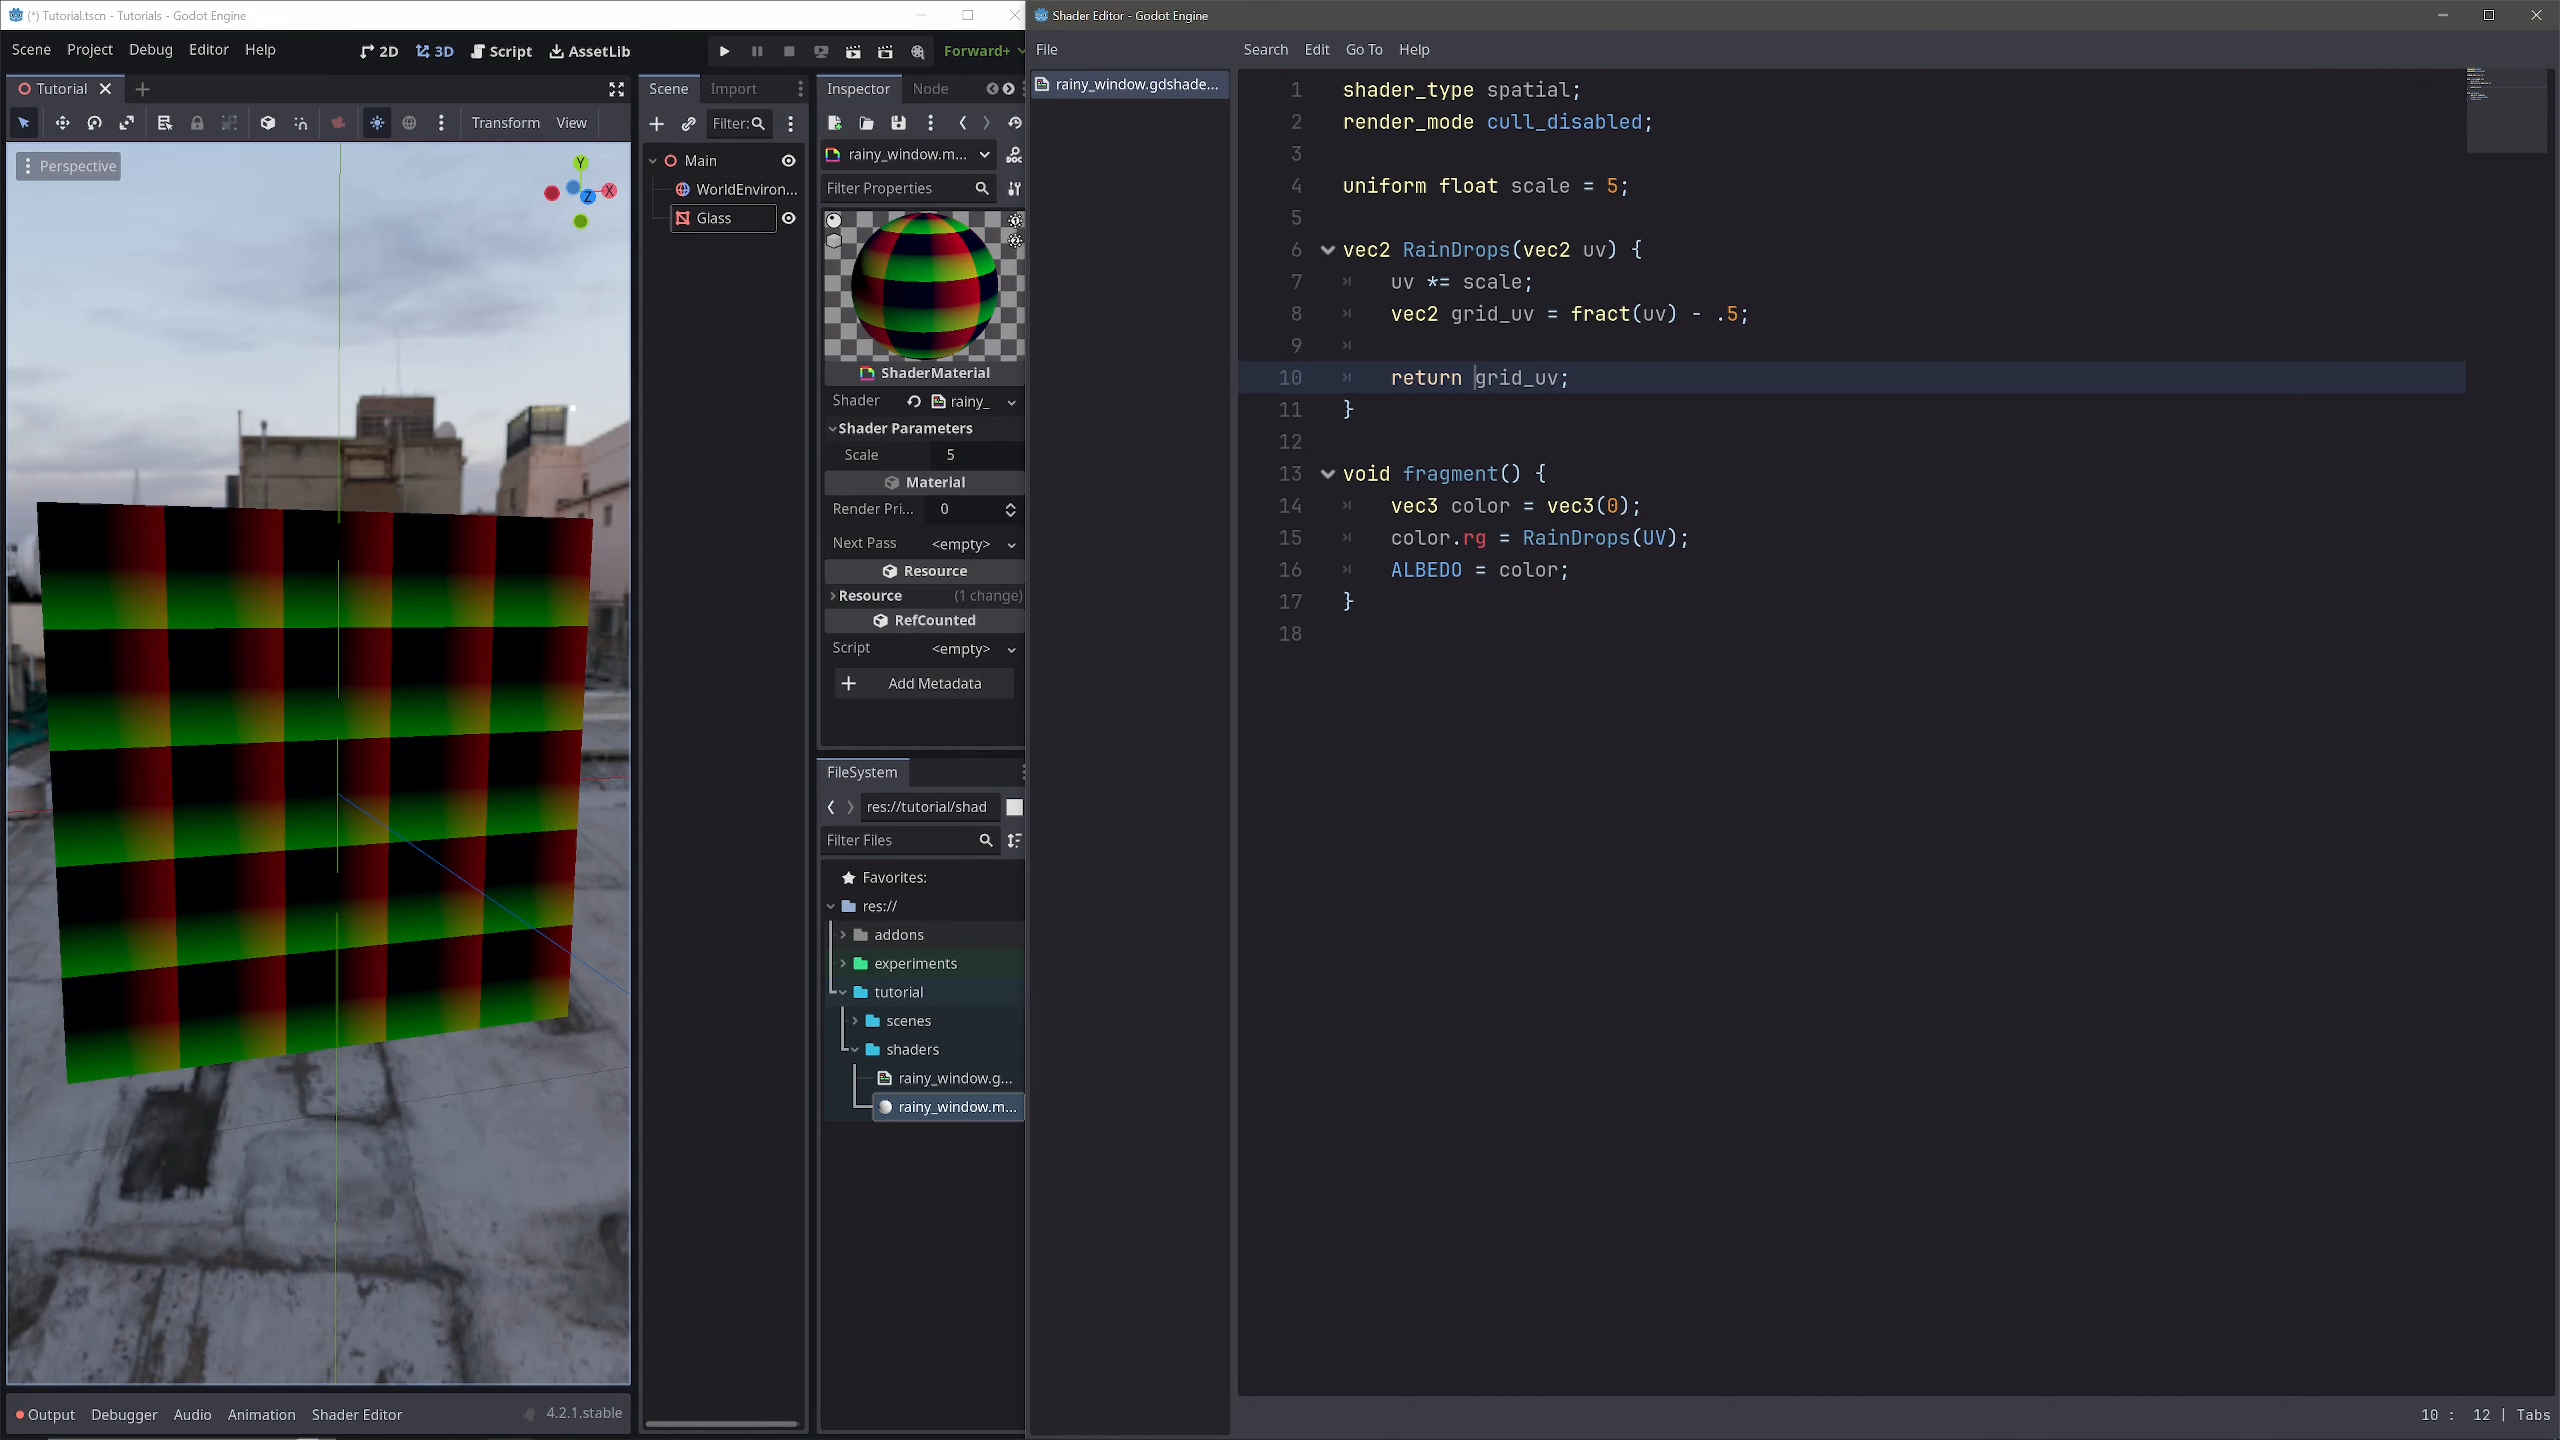 (*) Tutorial.tscn - Tutorials - Godot Engine
Scene Project Debug Editor Help
2D 3D Script AssetLib
Forward+
Tutorial
Transform View
Perspective
Y
X
Z
Scene Import
Filter:
Main
WorldEnviron...
Glass
Inspector Node
rainy_window.m...
DOC
Filter Properties
ShaderMaterial
Shader rainy_
Shader Parameters
Scale 5
Material
Render Pri... 0
Next Pass <empty>
Resource
Resource (1 change)
RefCounted
Script <empty>
Add Metadata
FileSystem
res://tutorial/shad
Filter Files
Favorites:
res://
addons
experiments
tutorial
scenes
shaders
rainy_window.g...
rainy_window.m...
Output Debugger Audio Animation Shader Editor 4.2.1.stable
Shader Editor - Godot Engine
File Search Edit Go To Help
rainy_window.gdshade...
1 shader_type spatial;
2 render_mode cull_disabled;
3
4 uniform float scale = 5;
5
6 vec2 RainDrops(vec2 uv) {
7 uv *= scale;
8 vec2 grid_uv = fract(uv) - .5;
9
10 return grid_uv;
11 }
12
13 void fragment() {
14 vec3 color = vec3(0);
15 color.rg = RainDrops(UV);
16 ALBEDO = color;
17 }
18
10 : 12 | Tabs